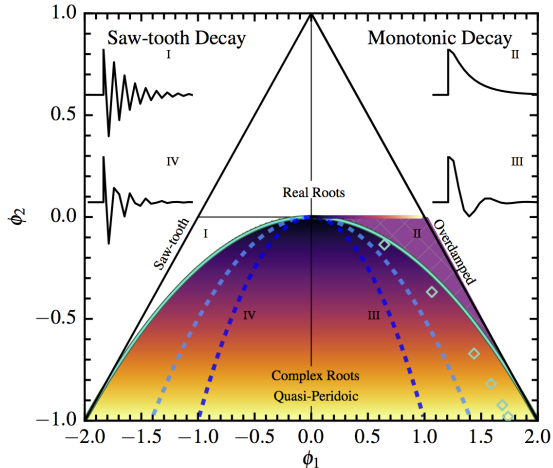 Saw-tooth Decay
Monotonic Decay
I
II
IV
III
1.0
0.5
0.0
−0.5
−1.0
ϕ2
Real Roots
Saw-tooth
I
II
Overdamped
IV
III
Complex Roots
Quasi-Peridoic
−2.0 −1.5 −1.0 −0.5 0.0 0.5 1.0 1.5 2.0
ϕ1